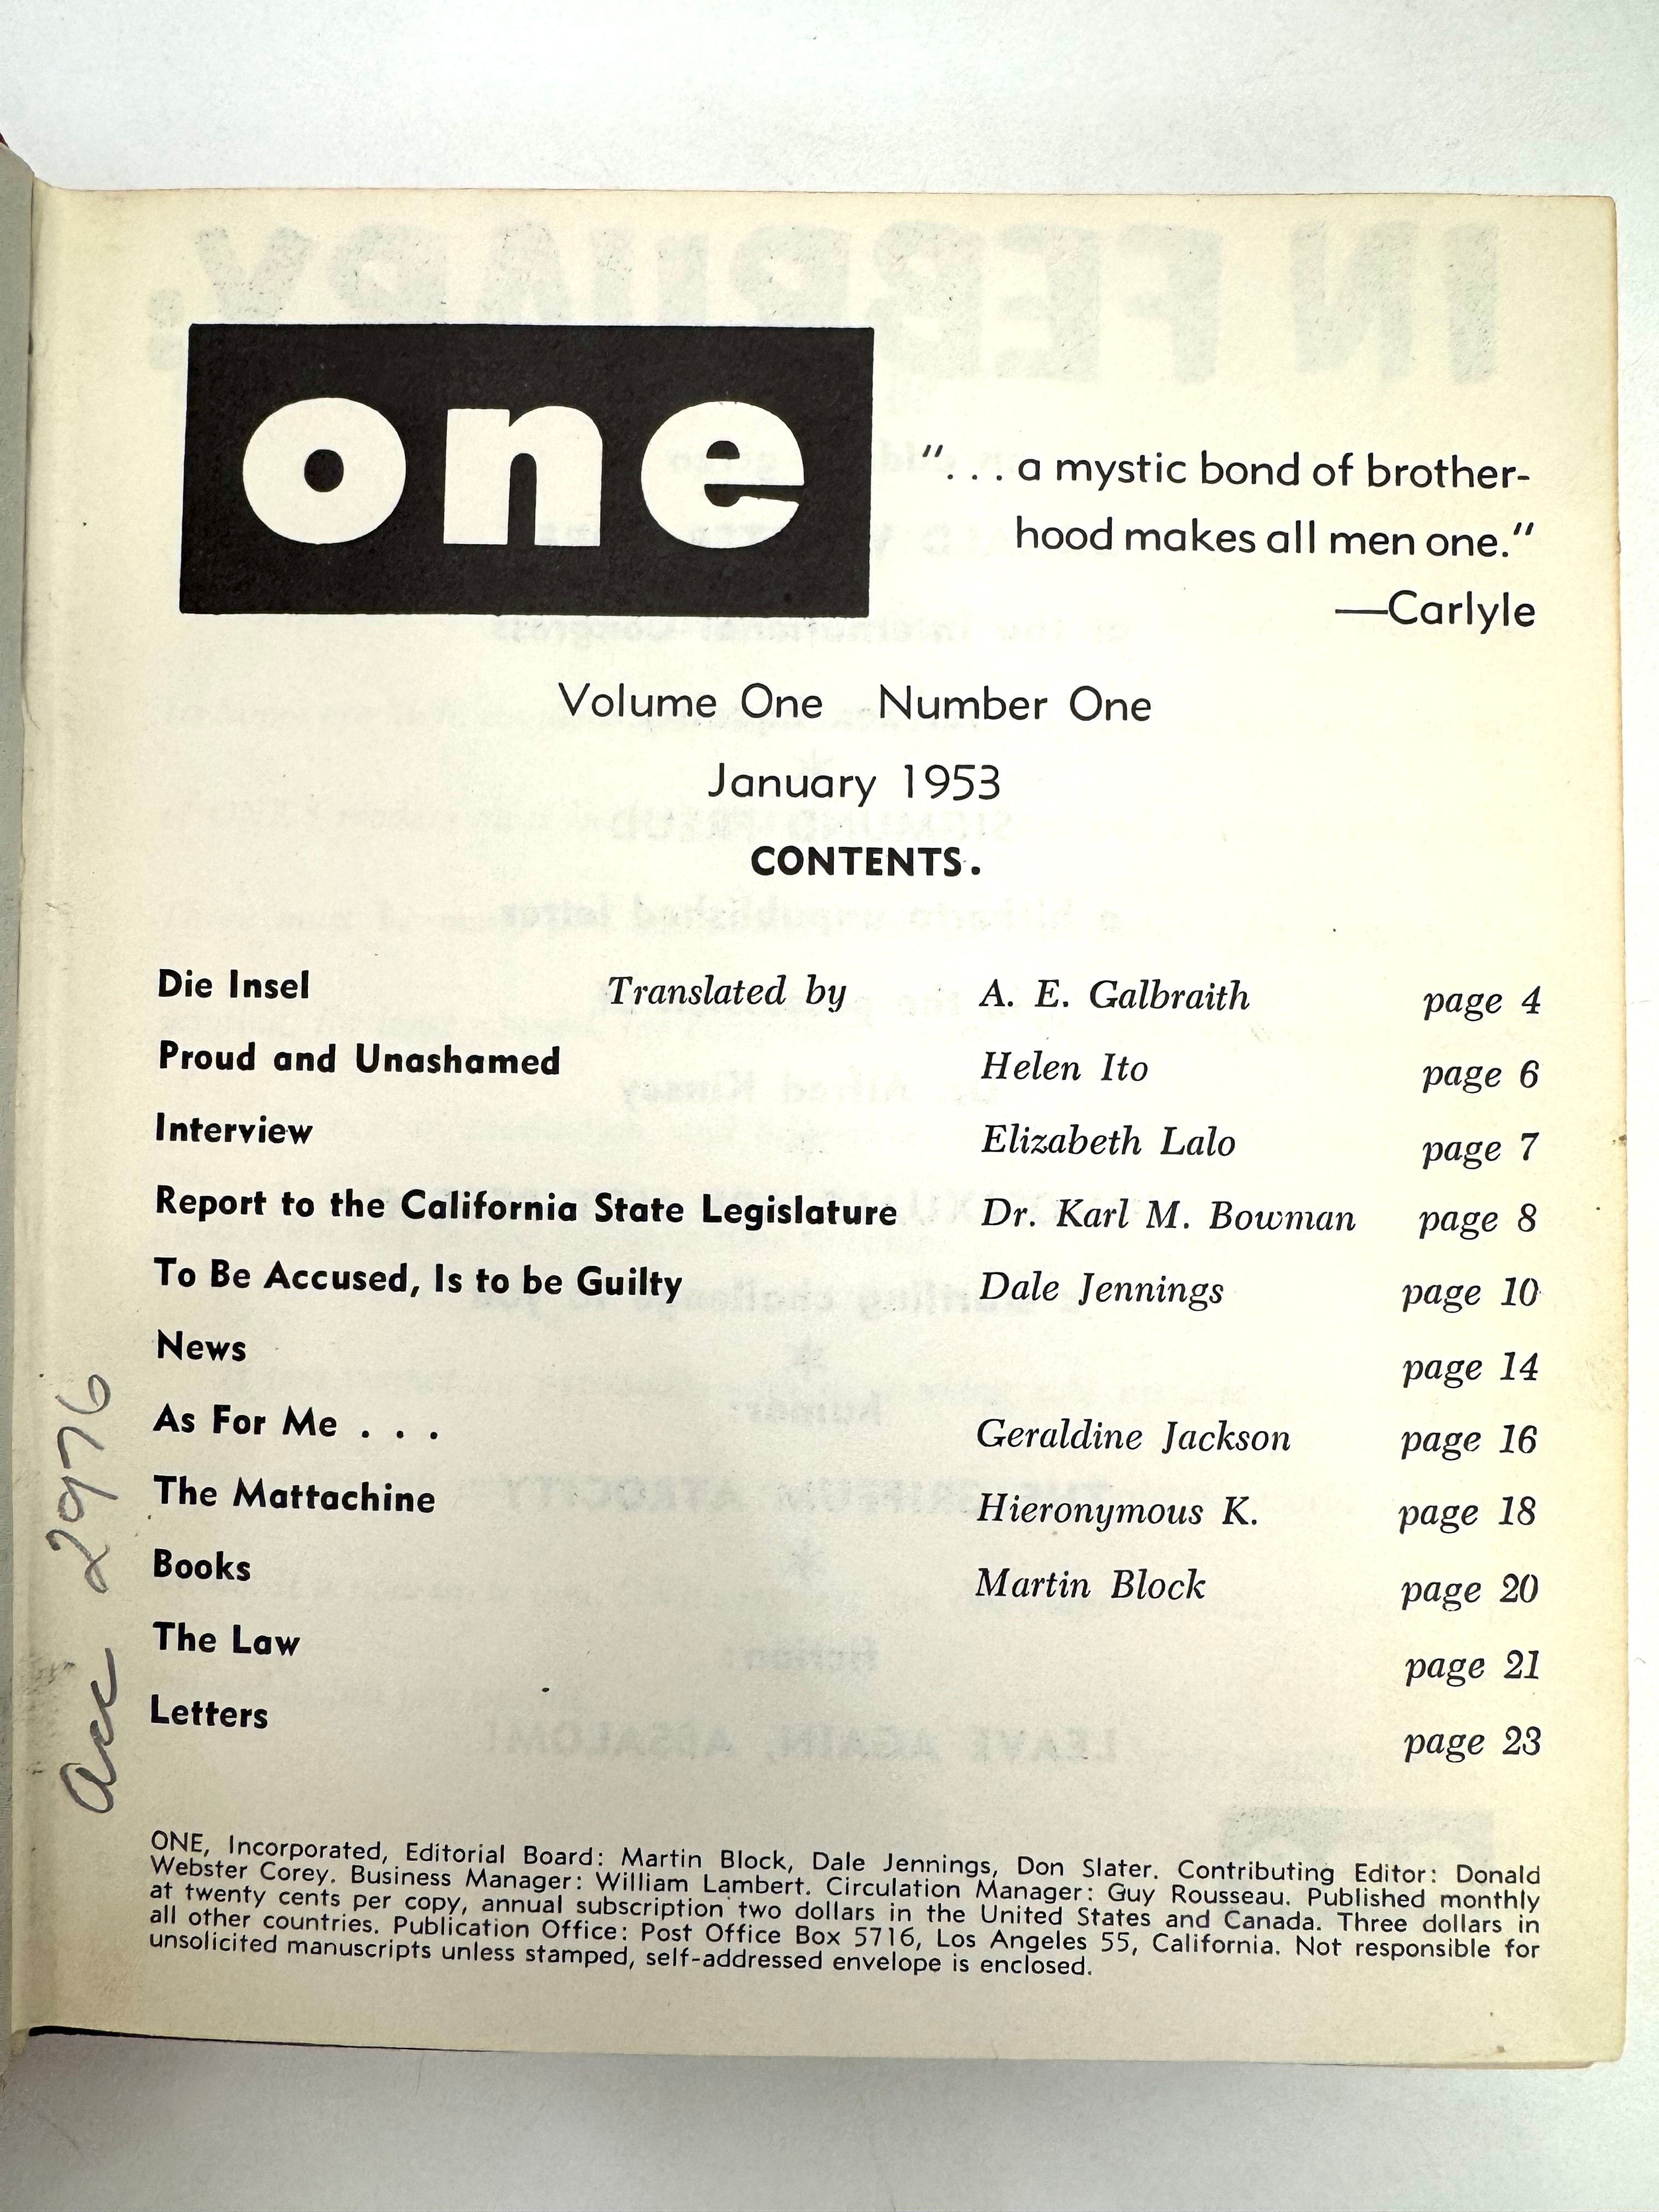 one
". . . a mystic bond of brother-
hood makes all men one."
—Carlyle
Volume One Number One
January 1953
CONTENTS.
Die Insel Translated by A. E. Galbraith page 4
Proud and Unashamed Helen Ito page 6
Interview Elizabeth Lalo page 7
Report to the California State Legislature Dr. Karl M. Bowman page 8
To Be Accused, Is to be Guilty Dale Jennings page 10
News page 14
As For Me . . . Geraldine Jackson page 16
The Mattachine Hieronymous K. page 18
Books Martin Block page 20
The Law page 21
Letters page 23
acc 2976
ONE, Incorporated, Editorial Board: Martin Block, Dale Jennings, Don Slater. Contributing Editor: Donald
Webster Corey. Business Manager: William Lambert. Circulation Manager: Guy Rousseau. Published monthly
at twenty cents per copy, annual subscription two dollars in the United States and Canada. Three dollars in
all other countries. Publication Office: Post Office Box 5716, Los Angeles 55, California. Not responsible for
unsolicited manuscripts unless stamped, self-addressed envelope is enclosed.